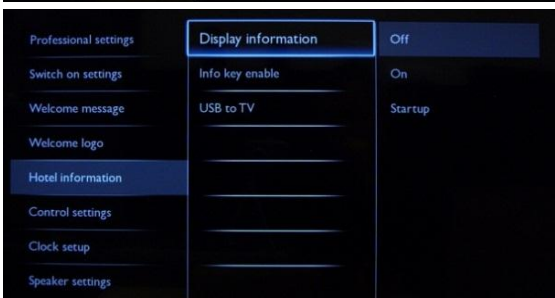 Professional settings
Switch on settings
Welcome message
Welcome logo
Hotel information
Control settings
Clock setup
Speaker settings
Display information
Info key enable
USB to TV
Off
On
Startup